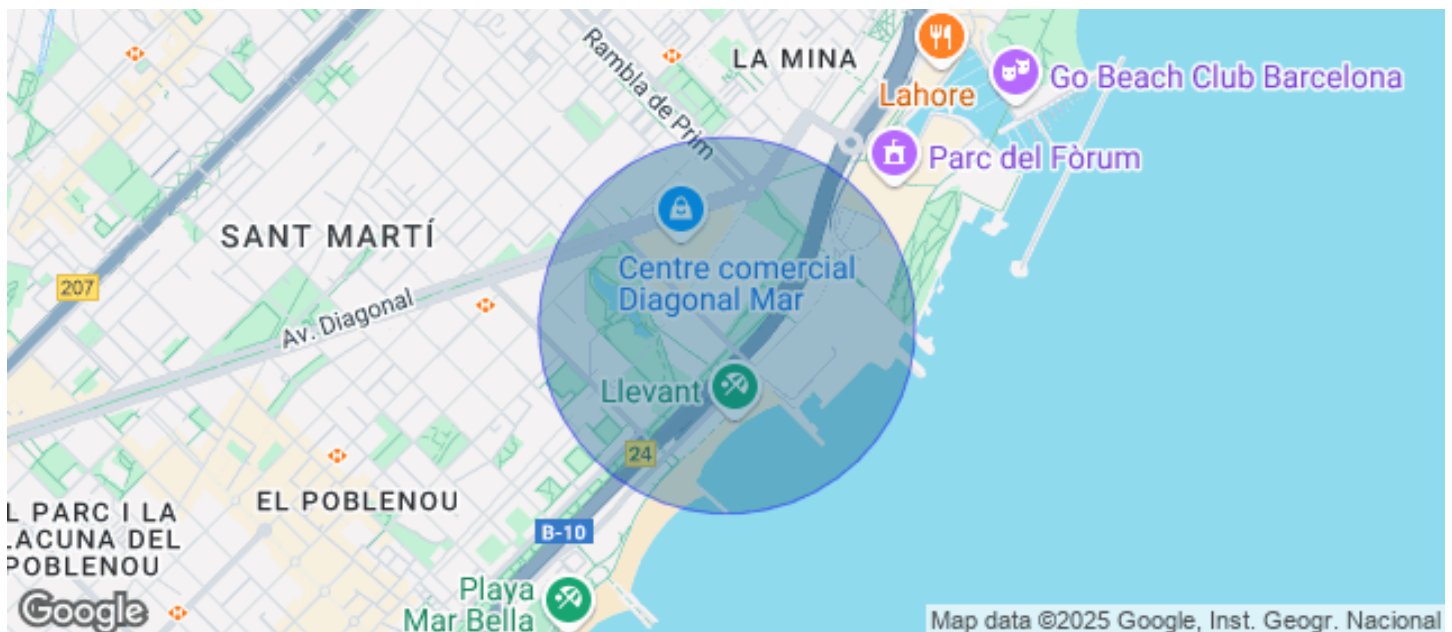 LA MINA
Rambla de Prim
Lahore
Go Beach Club Barcelona
Parc del Fòrum
SANT MARTÍ
Centre comercial
Diagonal Mar
207
Av. Diagonal
Llevant
24
EL POBLENOU
L PARC I LA
LACUNA DEL
POBLENOU
B-10
Playa
Mar Bella
Google
Map data ©2025 Google, Inst. Geogr. Nacional